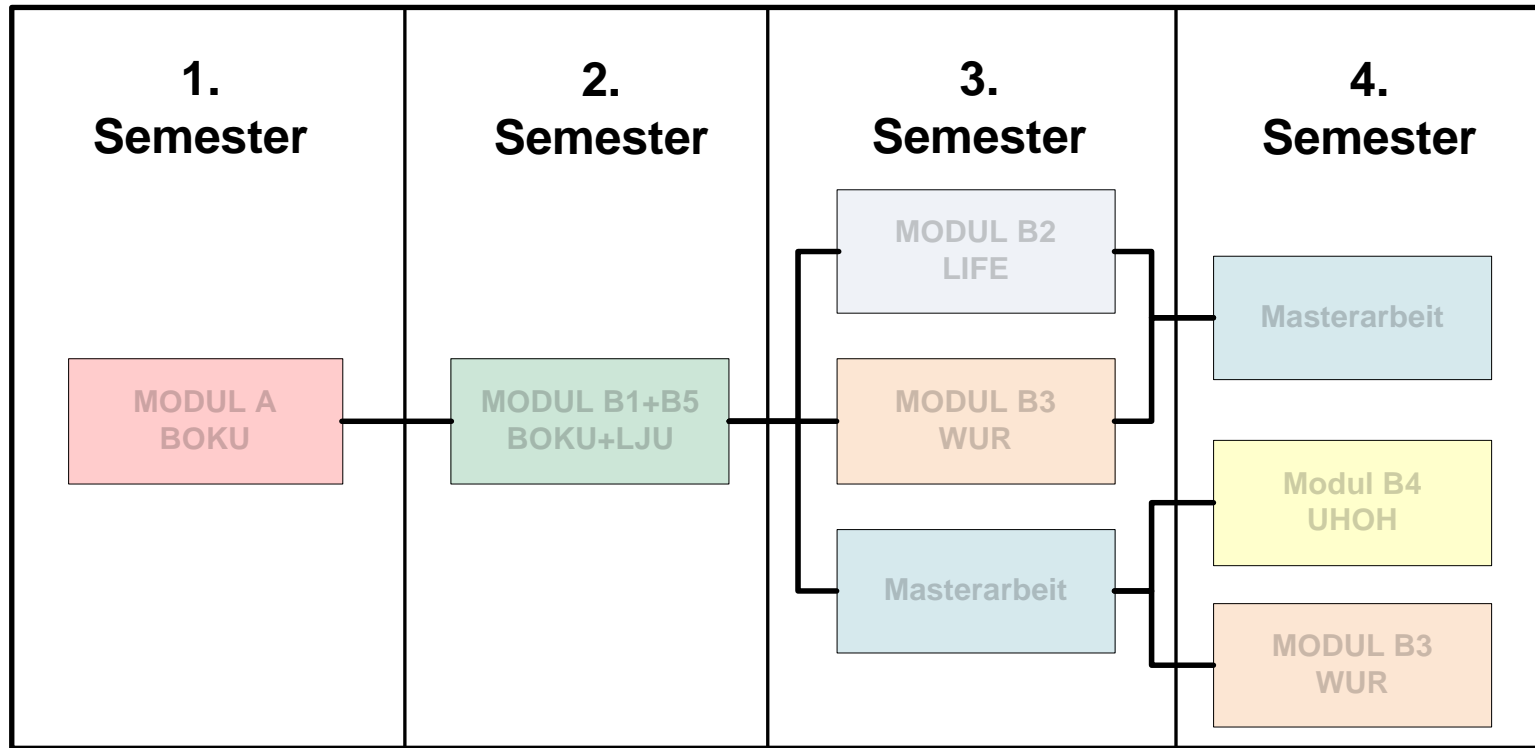 1.
Semester
2.
Semester
3.
Semester
4.
Semester
MODUL A
BOKU
MODUL B1+B5
BOKU+LJU
MODUL B2
LIFE
MODUL B3
WUR
Masterarbeit
Masterarbeit
Modul B4
UHOH
MODUL B3
WUR